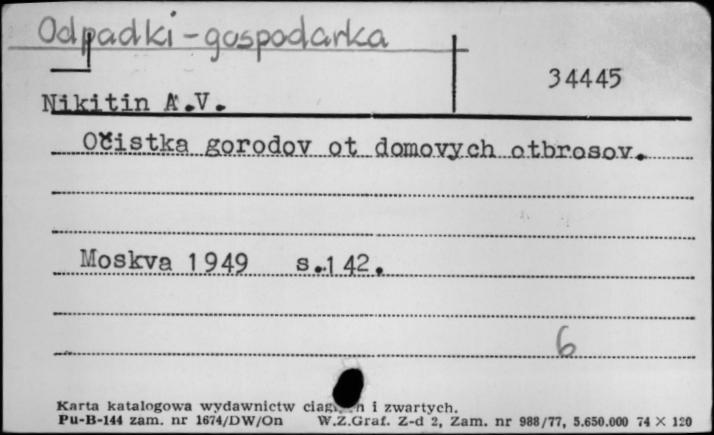 Odpadki - gospodarka
34445
Nikitin A.V.
Očistka gorodov ot domovych otbrosov.
Moskva 1949 s.142.
6
Karta katalogowa wydawnictw i zwartych.
Pu-B-144 zam. nr 1674/DW/On W.Z.Graf. Z-d 2, Zam. nr 988/77, 5.650.000 74 × 120